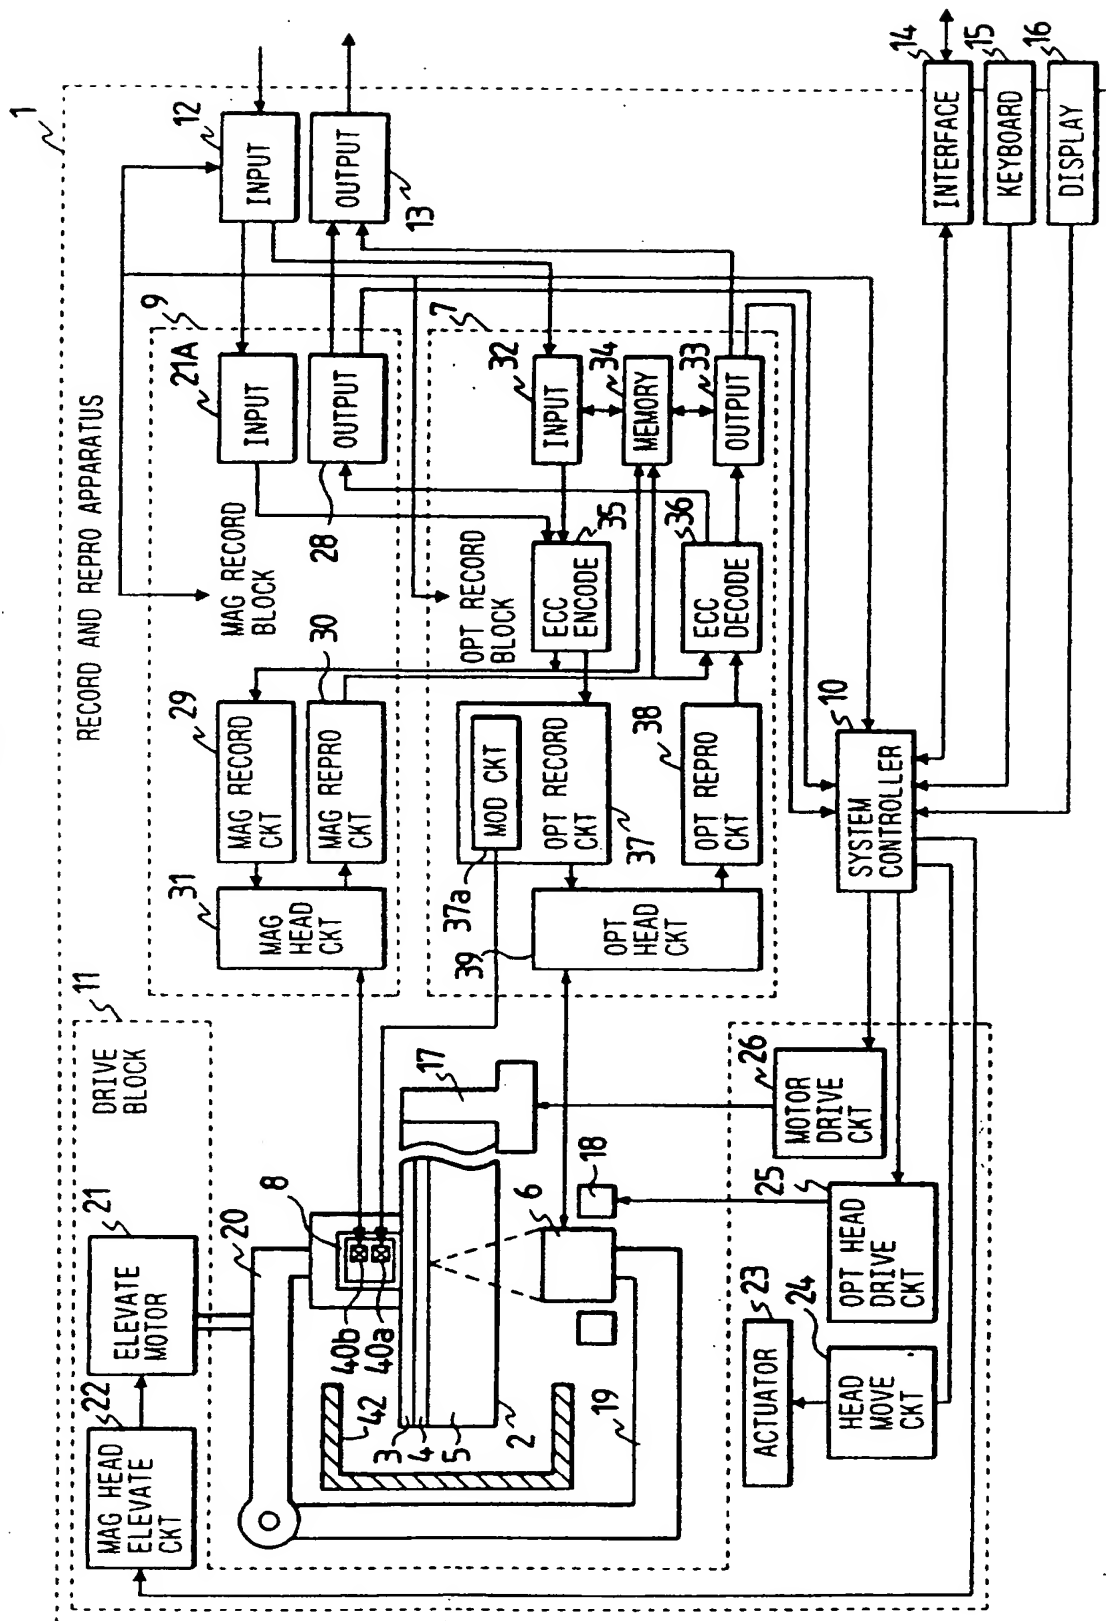 1
RECORD AND REPRO APPARATUS
11
DRIVE
BLOCK
22
MAG HEAD
ELEVATE
CKT
21
ELEVATE
MOTOR
20
8
40b
40a
42
3
4
5
2
17
6
18
19
9
MAG RECORD
BLOCK
31
MAG HEAD
CKT
29
MAG RECORD
CKT
30
MAG REPRO
CKT
21A
INPUT
OUTPUT
28
12
INPUT
OUTPUT
13
7
OPT RECORD
BLOCK
39
OPT
HEAD
CKT
37a
MOD CKT
OPT RECORD
CKT
37
38
OPT REPRO
CKT
ECC
ENCODE
35
36
ECC
DECODE
32
INPUT
34
MEMORY
33
OUTPUT
10
SYSTEM
CONTROLLER
23
ACTUATOR
24
HEAD
MOVE
CKT
25
OPT HEAD
DRIVE
CKT
26
MOTOR
DRIVE
CKT
14
INTERFACE
15
KEYBOARD
16
DISPLAY